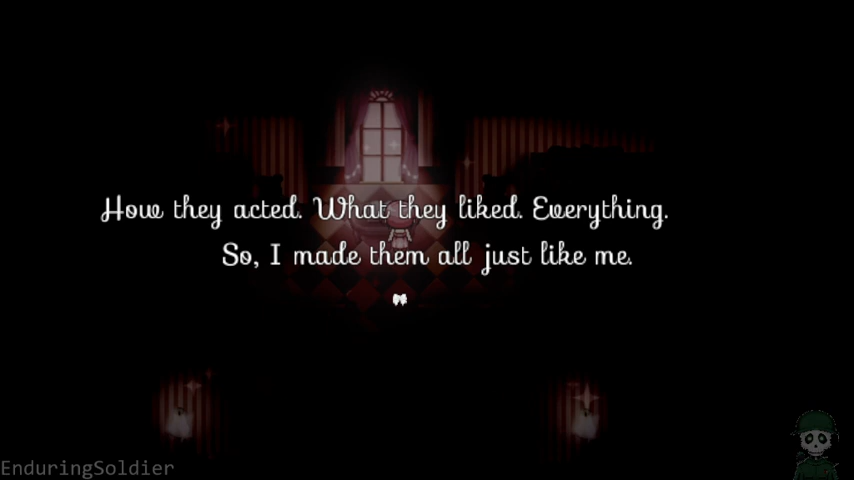 How they acted. What they liked. Everything.
So, I made them all just like me.
EnduringSoldier